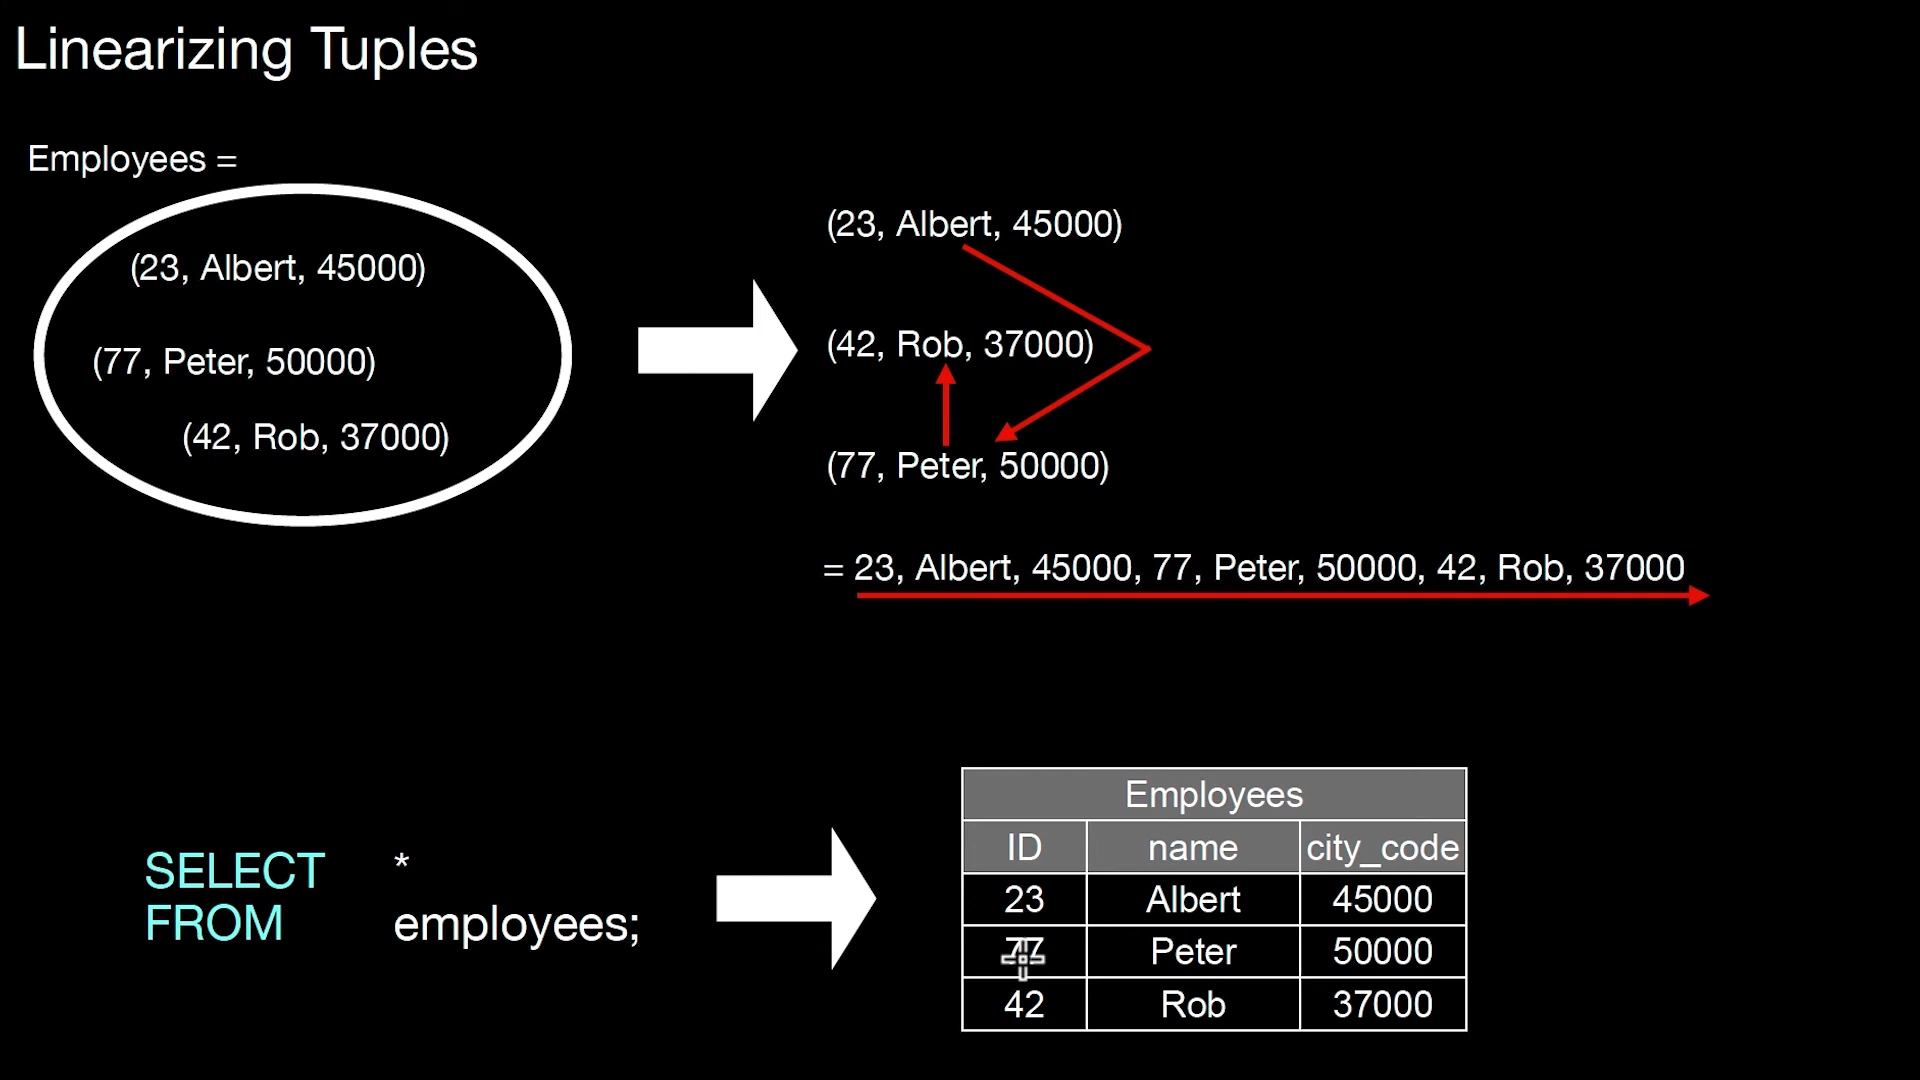 Linearizing Tuples
Employees =
(23, Albert, 45000)
(77, Peter, 50000)
(42, Rob, 37000)
(23, Albert, 45000)
(42, Rob, 37000)
(77, Peter, 50000)
= 23, Albert, 45000, 77, Peter, 50000, 42, Rob, 37000
SELECT *
FROM employees;
Employees
ID name city_code
23 Albert 45000
77 Peter 50000
42 Rob 37000